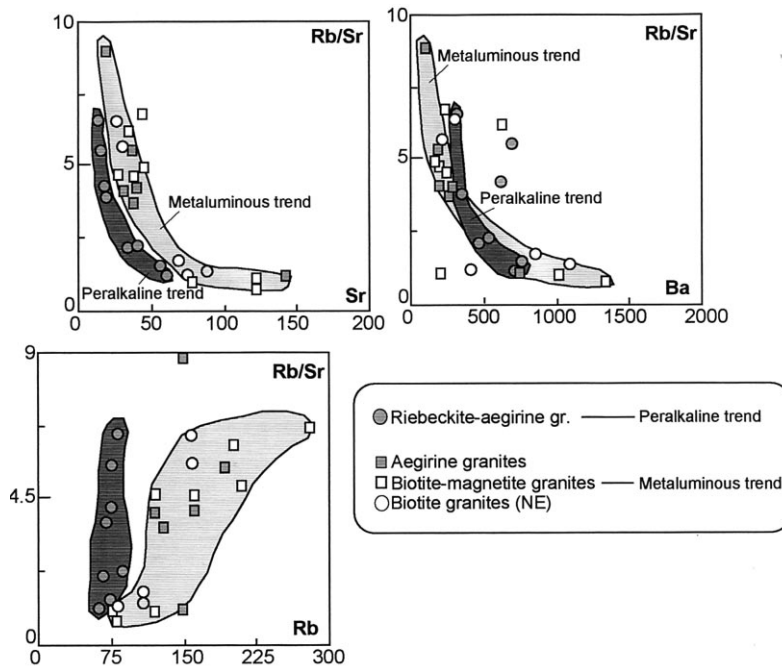 10
Rb/Sr
Metaluminous trend
5
Peralkaline trend
Sr
0
0
50
100
150
200
10
Rb/Sr
Metaluminous trend
5
Peralkaline trend
Ba
0
0
500
1000
1500
2000
9
Rb/Sr
4.5
Rb
0
0
75
150
225
300
Riebeckite-aegirine gr. Peralkaline trend
Aegirine granites
Biotite-magnetite granites Metaluminous trend
Biotite granites (NE)